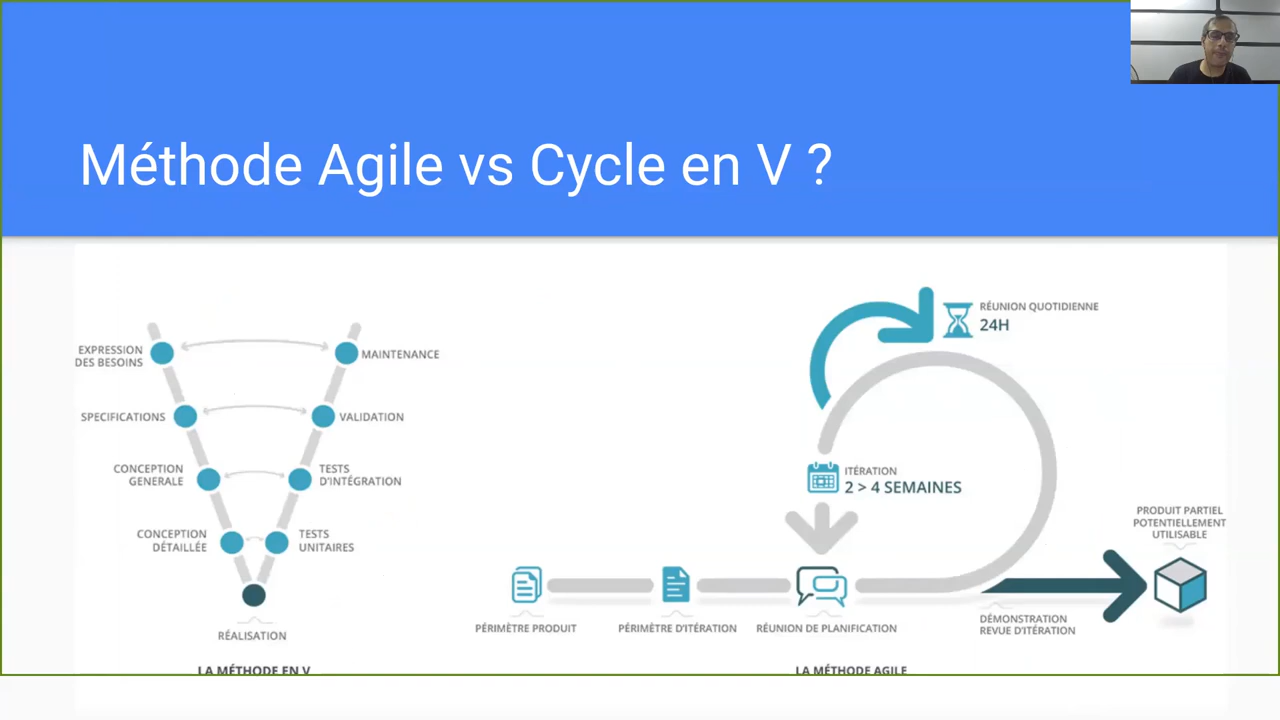 Méthode Agile vs Cycle en V ?
EXPRESSION
DES BESOINS
MAINTENANCE
SPECIFICATIONS
VALIDATION
CONCEPTION
GENERALE
TESTS
D'INTÉGRATION
CONCEPTION
DÉTAILLÉE
TESTS
UNITAIRES
RÉALISATION
LA MÉTHODE EN V
RÉUNION QUOTIDIENNE
24H
ITÉRATION
2 > 4 SEMAINES
PRODUIT PARTIEL
POTENTIELLEMENT
UTILISABLE
PÉRIMÈTRE PRODUIT
PÉRIMÈTRE D'ITÉRATION
RÉUNION DE PLANIFICATION
DÉMONSTRATION
REVUE D'ITÉRATION
LA MÉTHODE AGILE